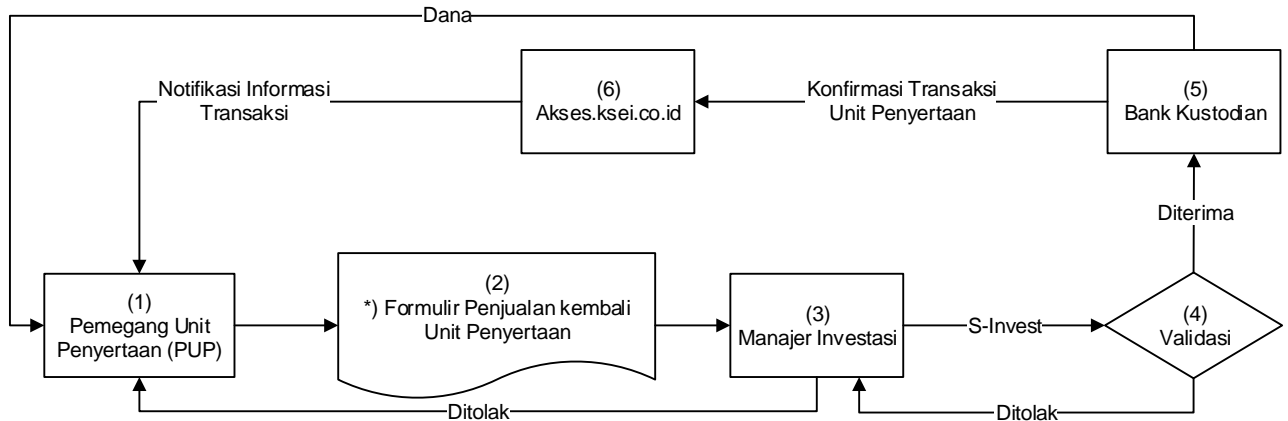 Dana
Notifikasi Informasi
Transaksi
(6)
Akses.ksei.co.id
Konfirmasi Transaksi
Unit Penyertaan
(5)
Bank Kustodian
Diterima
(1)
Pemegang Unit
Penyertaan (PUP)
(2)
*) Formulir Penjualan kembali
Unit Penyertaan
(3)
Manajer Investasi
S-Invest
(4)
Validasi
Ditolak
Ditolak